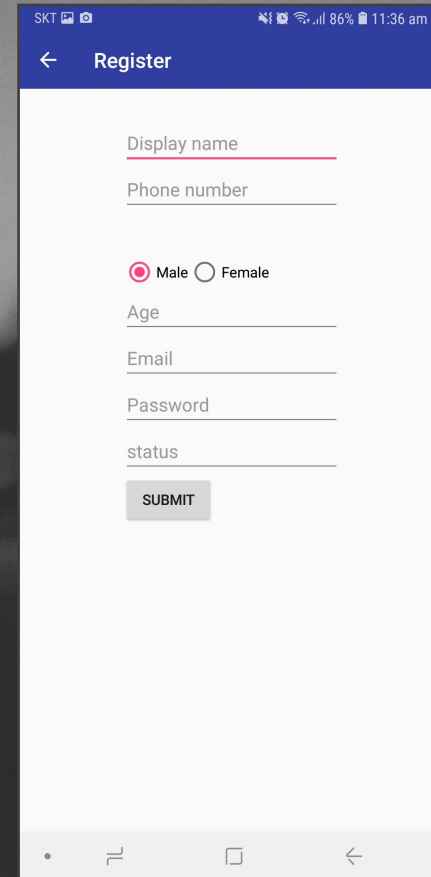 SKT 86% 11:36 am
Register
Display name
Phone number
Male Female
Age
Email
Password
status
SUBMIT